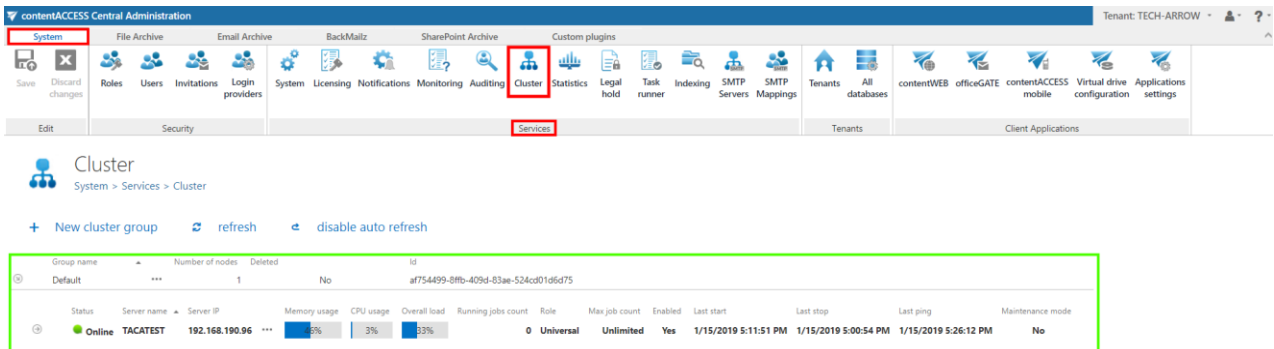 contentACCESS Central Administration
Tenant: TECH-ARROW
?
System File Archive Email Archive BackMailz SharePoint Archive Custom plugins
Save Discard changes Roles Users Invitations Login providers System Licensing Notifications Monitoring Auditing Cluster Statistics Legal hold Task runner Indexing SMTP Servers SMTP Mappings Tenants All databases contentWEB officeGATE contentACCESS mobile Virtual drive configuration Applications settings
Edit Security Services Tenants Client Applications
Cluster
System > Services > Cluster
+ New cluster group refresh disable auto refresh
Group name Number of nodes Deleted Id
Default ••• 1 No af754499-8ffb-409d-83ae-524cd01d6d75
Status Server name Server IP Memory usage CPU usage Overall load Running jobs count Role Max job count Enabled Last start Last stop Last ping Maintenance mode
Online TACATEST 192.168.190.96 ••• 46% 3% 33% 0 Universal Unlimited Yes 1/15/2019 5:11:51 PM 1/15/2019 5:00:54 PM 1/15/2019 5:26:12 PM No